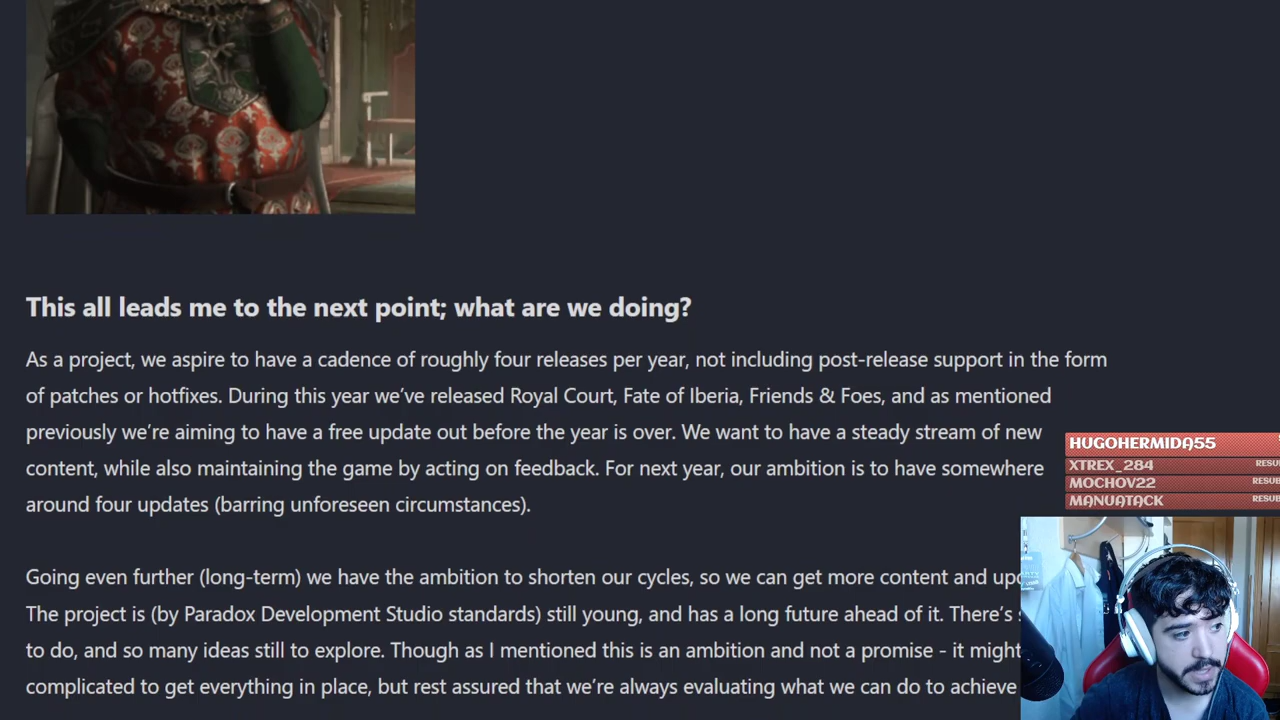 This all leads me to the next point; what are we doing?
As a project, we aspire to have a cadence of roughly four releases per year, not including post-release support in the form
of patches or hotfixes. During this year we’ve released Royal Court, Fate of Iberia, Friends & Foes, and as mentioned
previously we’re aiming to have a free update out before the year is over. We want to have a steady stream of new
content, while also maintaining the game by acting on feedback. For next year, our ambition is to have somewhere
around four updates (barring unforeseen circumstances).
HUGOHERMIDA55
XTREX_284 RESU
MOCHOV22 RESUB
MANUATACK RESUB
Going even further (long-term) we have the ambition to shorten our cycles, so we can get more content and
The project is (by Paradox Development Studio standards) still young, and has a long future ahead of it. There’s
to do, and so many ideas still to explore. Though as I mentioned this is an ambition and not a promise - it might
complicated to get everything in place, but rest assured that we’re always evaluating what we can do to achieve